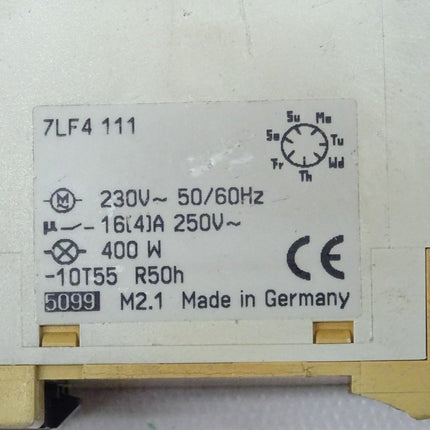 7LF4 111
Su Mo Tu Wd Th Fr Sa
M 230V~ 50/60Hz
µ 16(4)A 250V~
400 W
-10T55 R50h
CE
5099 M2.1 Made in Germany